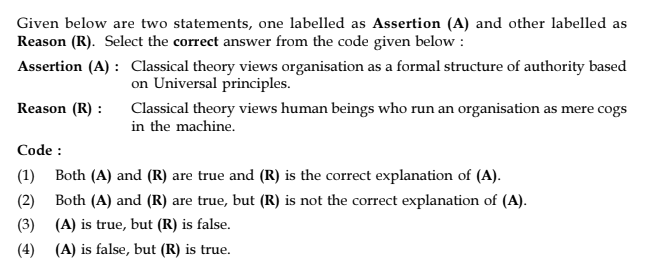 Given below are two statements, one labelled as Assertion (A) and other labelled as
Reason (R). Select the correct answer from the code given below :
Assertion (A) : Classical theory views organisation as a formal structure of authority based
on Universal principles.
Reason (R) : Classical theory views human beings who run an organisation as mere cogs
in the machine.
Code :
(1) Both (A) and (R) are true and (R) is the correct explanation of (A).
(2) Both (A) and (R) are true, but (R) is not the correct explanation of (A).
(3) (A) is true, but (R) is false.
(4) (A) is false, but (R) is true.